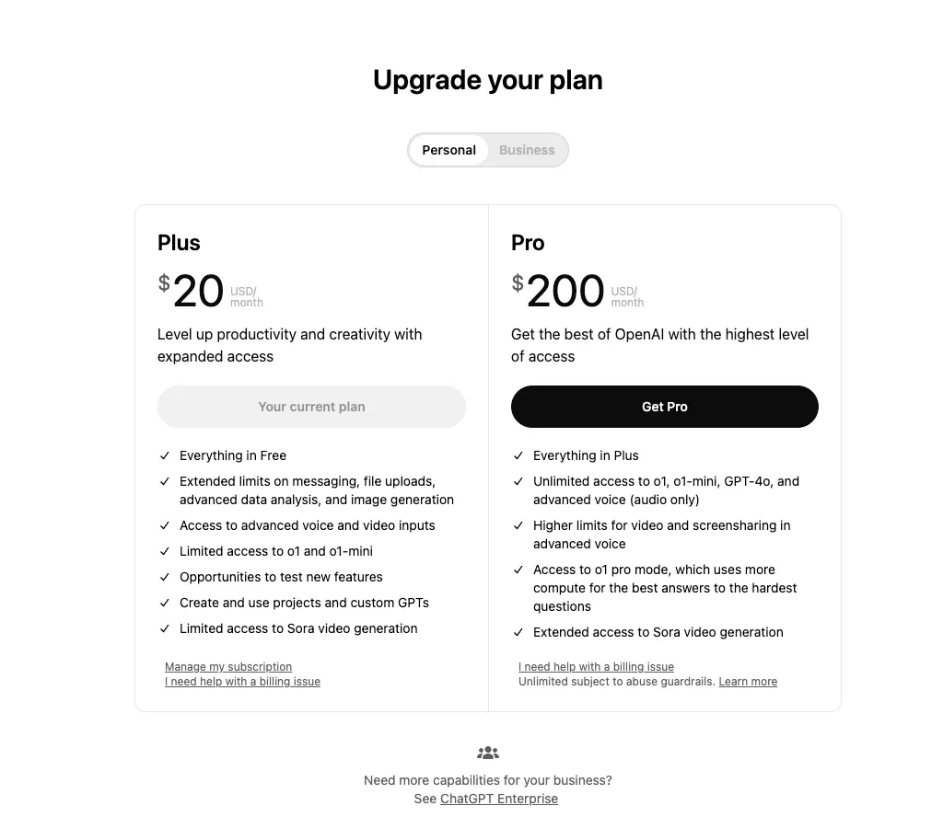 Upgrade your plan
Personal
Business
Plus
$20 USD/
month
Level up productivity and creativity with
expanded access
Your current plan
Everything in Free
Extended limits on messaging, file uploads,
advanced data analysis, and image generation
Access to advanced voice and video inputs
Limited access to o1 and o1-mini
Opportunities to test new features
Create and use projects and custom GPTs
Limited access to Sora video generation
Manage my subscription
I need help with a billing issue
Pro
$200 USD/
month
Get the best of OpenAI with the highest level
of access
Get Pro
Everything in Plus
Unlimited access to o1, o1-mini, GPT-4o, and
advanced voice (audio only)
Higher limits for video and screensharing in
advanced voice
Access to o1 pro mode, which uses more
compute for the best answers to the hardest
questions
Extended access to Sora video generation
I need help with a billing issue
Unlimited subject to abuse guardrails. Learn more
Need more capabilities for your business?
See ChatGPT Enterprise